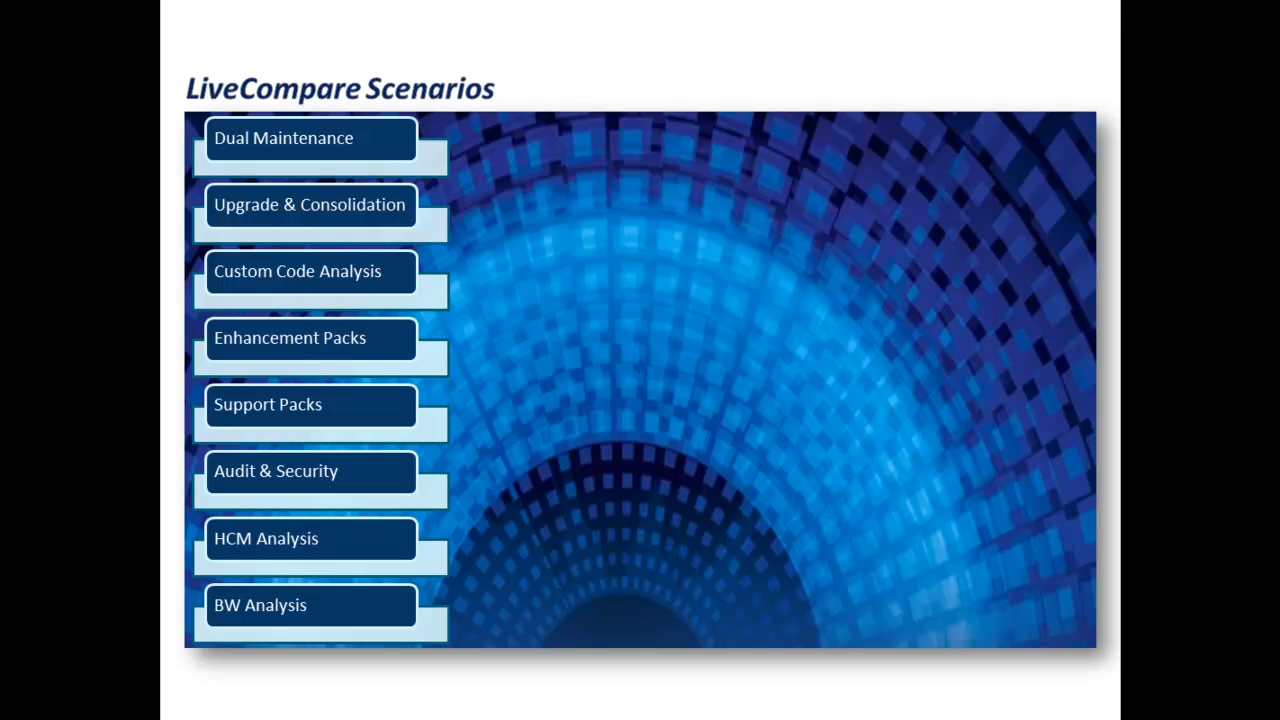 LiveCompare Scenarios
Dual Maintenance
Upgrade & Consolidation
Custom Code Analysis
Enhancement Packs
Support Packs
Audit & Security
HCM Analysis
BW Analysis